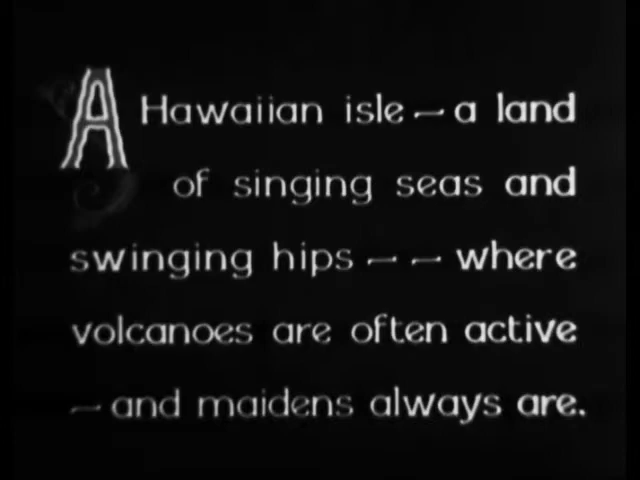 A Hawaiian isle — a land
of singing seas and
swinging hips — — where
volcanoes are often active
— and maidens always are.